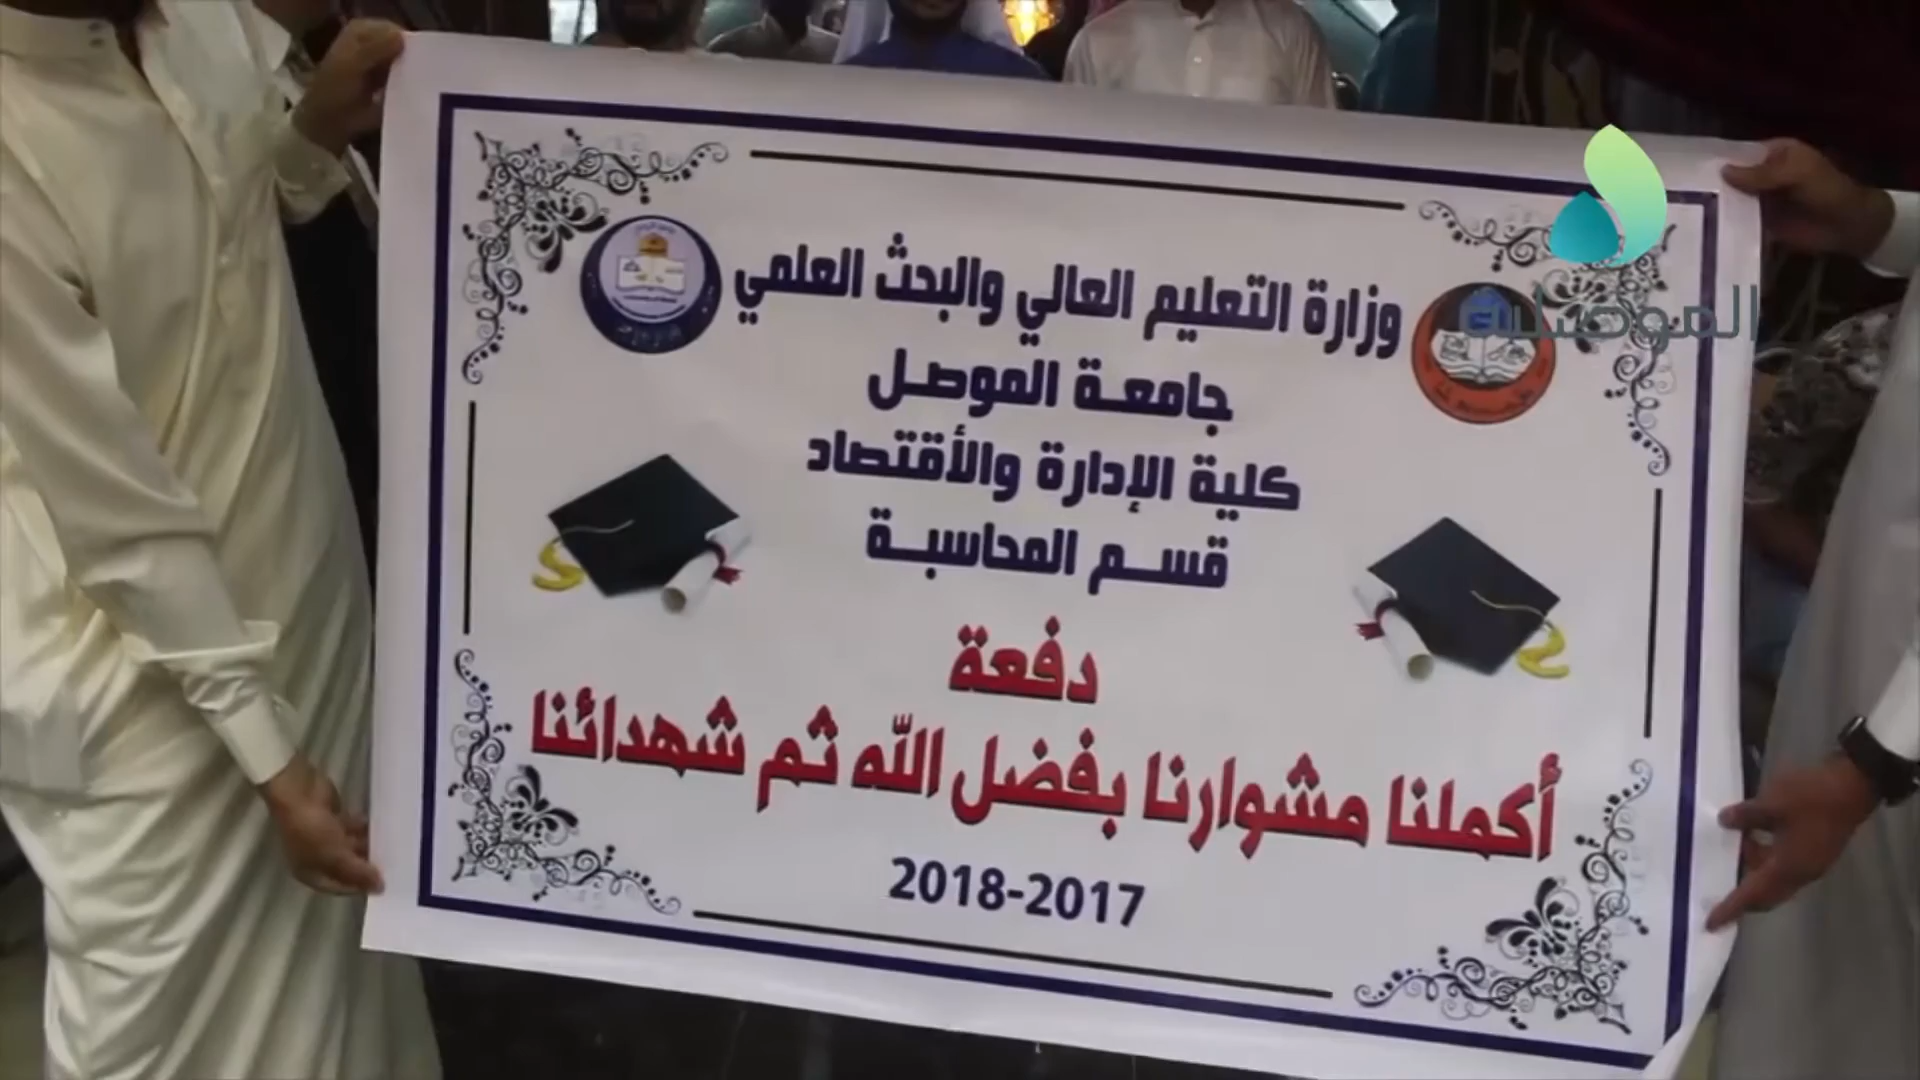 الموصلية
وزارة التعليم العالي والبحث العلمي
جامعة الموصل
كلية الإدارة والأقتصاد
قسم المحاسبة
دفعة
أكملنا مشوارنا بفضل الله ثم شهدائنا
2018-2017